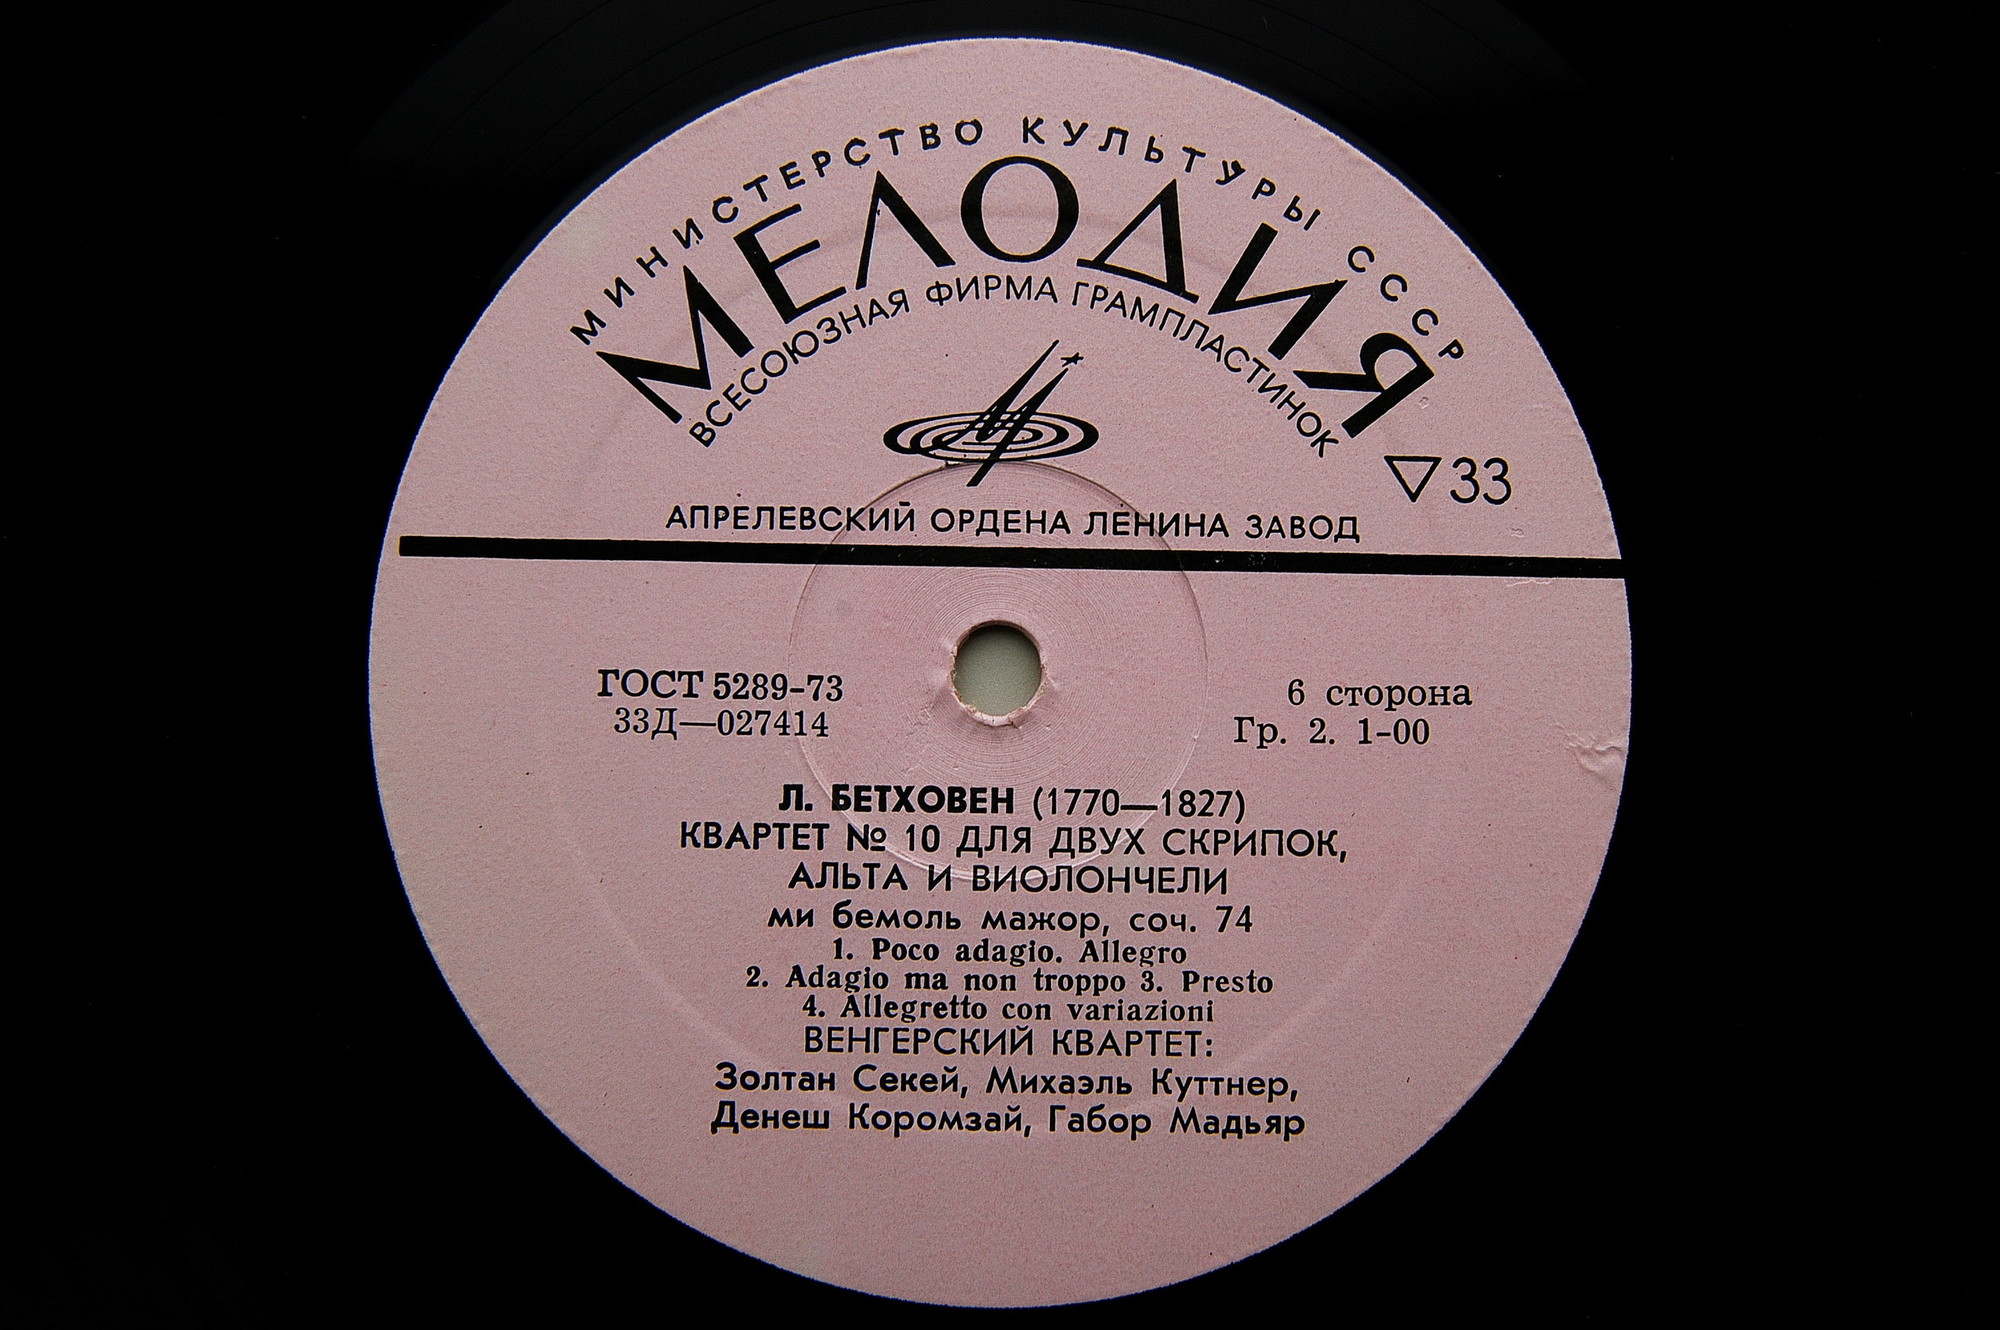 МИНИСТЕРСТВО КУЛЬТУРЫ СССР
МЕЛОДИЯ
ВСЕСОЮЗНАЯ ФИРМА ГРАМПЛАСТИНОК
▽33
АПРЕЛЕВСКИЙ ОРДЕНА ЛЕНИНА ЗАВОД
ГОСТ 5289-73
33Д—027414
6 сторона
Гр. 2. 1-00
Л. БЕТХОВЕН (1770—1827)
КВАРТЕТ № 10 ДЛЯ ДВУХ СКРИПОК,
АЛЬТА И ВИОЛОНЧЕЛИ
ми бемоль мажор, соч. 74
1. Poco adagio. Allegro
2. Adagio ma non troppo 3. Presto
4. Allegretto con variazioni
ВЕНГЕРСКИЙ КВАРТЕТ:
Золтан Секей, Михаэль Куттнер,
Денеш Коромзай, Габор Мадьяр